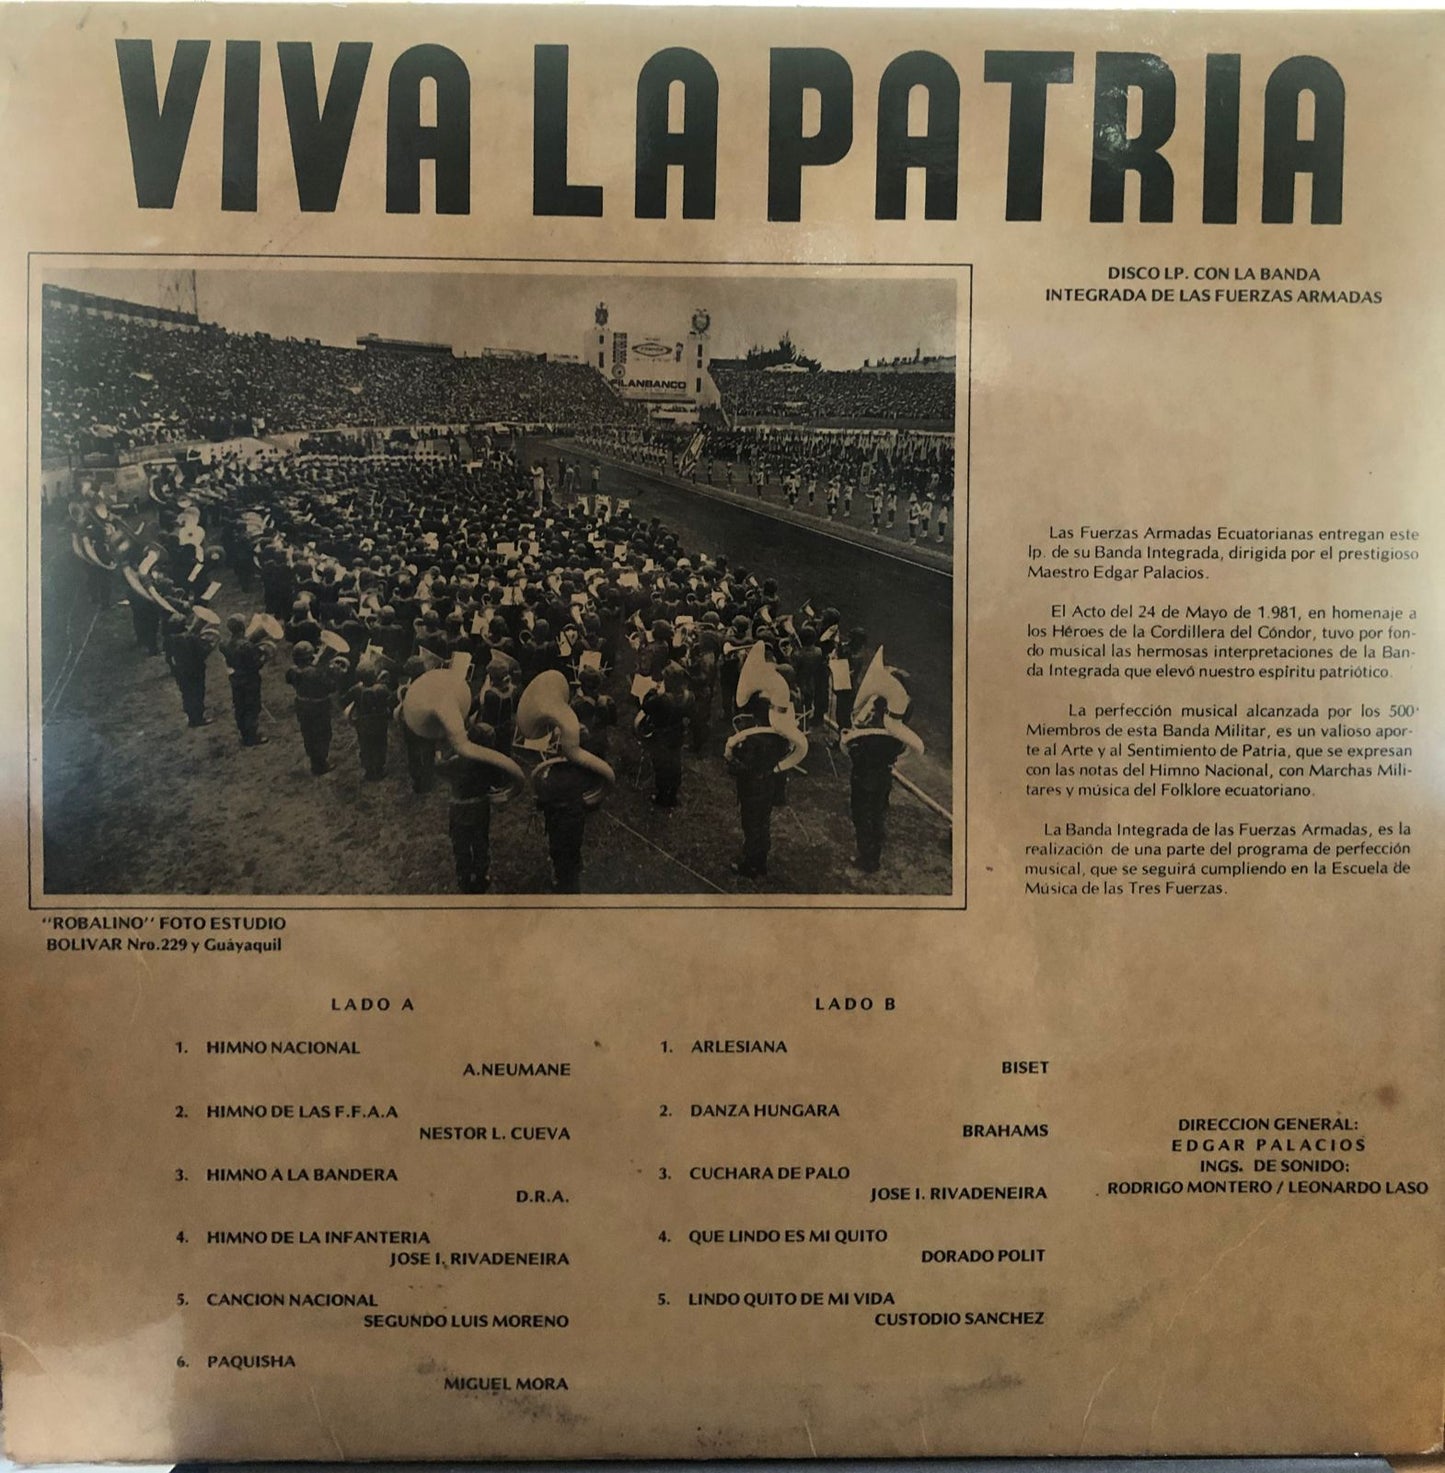 VIVA LA PATRIA
DISCO LP. CON LA BANDA
INTEGRADA DE LAS FUERZAS ARMADAS
FILANBANCO
Las Fuerzas Armadas Ecuatorianas entregan este
lp. de su Banda Integrada, dirigida por el prestigioso
Maestro Edgar Palacios.
El Acto del 24 de Mayo de 1.981, en homenaje a
los Héroes de la Cordillera del Cóndor, tuvo por fon-
do musical las hermosas interpretaciones de la Ban-
da Integrada que elevó nuestro espíritu patriótico.
La perfección musical alcanzada por los 500
Miembros de esta Banda Militar, es un valioso apor-
te al Arte y al Sentimiento de Patria, que se expresan
con las notas del Himno Nacional, con Marchas Mili-
tares y música del Folklore ecuatoriano.
La Banda Integrada de las Fuerzas Armadas, es la
realización de una parte del programa de perfección
musical, que se seguirá cumpliendo en la Escuela de
Música de las Tres Fuerzas.
"ROBALINO" FOTO ESTUDIO
BOLIVAR Nro.229 y Guáyaquil
LADO A
1. HIMNO NACIONAL
A.NEUMANE
2. HIMNO DE LAS F.F.A.A
NESTOR L. CUEVA
3. HIMNO A LA BANDERA
D.R.A.
4. HIMNO DE LA INFANTERIA
JOSE I. RIVADENEIRA
5. CANCION NACIONAL
SEGUNDO LUIS MORENO
6. PAQUISHA
MIGUEL MORA
LADO B
1. ARLESIANA
BISET
2. DANZA HUNGARA
BRAHAMS
3. CUCHARA DE PALO
JOSE I. RIVADENEIRA
4. QUE LINDO ES MI QUITO
DORADO POLIT
5. LINDO QUITO DE MI VIDA
CUSTODIO SANCHEZ
DIRECCION GENERAL:
EDGAR PALACIOS
INGS. DE SONIDO:
RODRIGO MONTERO / LEONARDO LASO